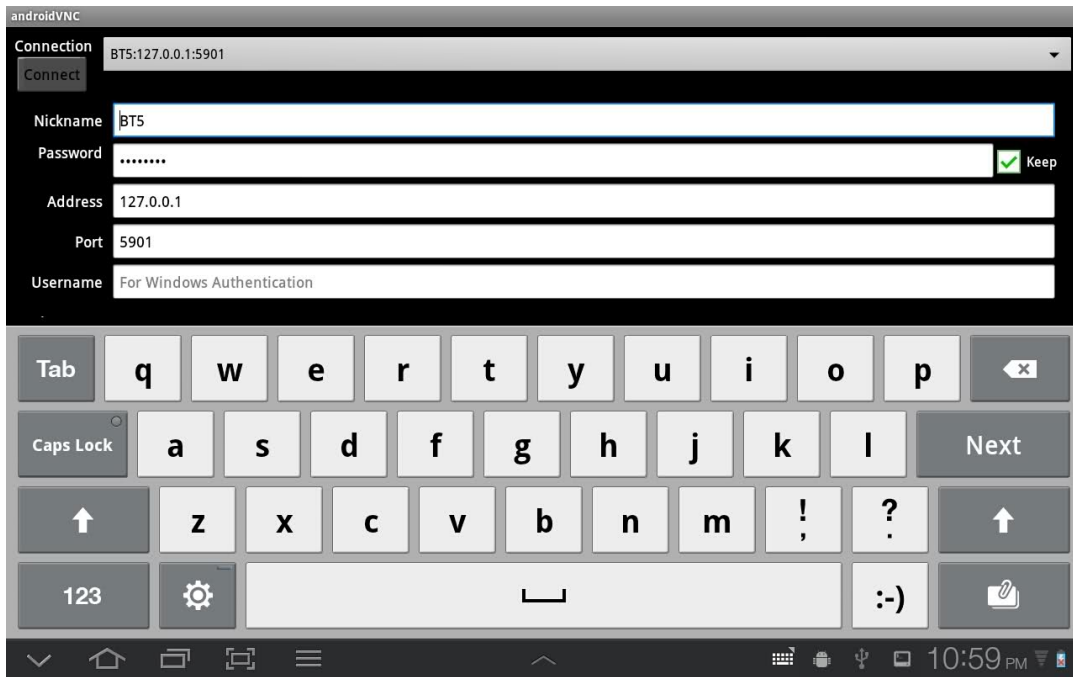 androidVNC
Connection BT5:127.0.0.1:5901
Connect
Nickname BT5
Password ••••••••
Keep
Address 127.0.0.1
Port 5901
Username For Windows Authentication
Tab q w e r t y u i o p
Caps Lock a s d f g h j k l Next
z x c v b n m ! , ? .
123 :-)
10:59 PM